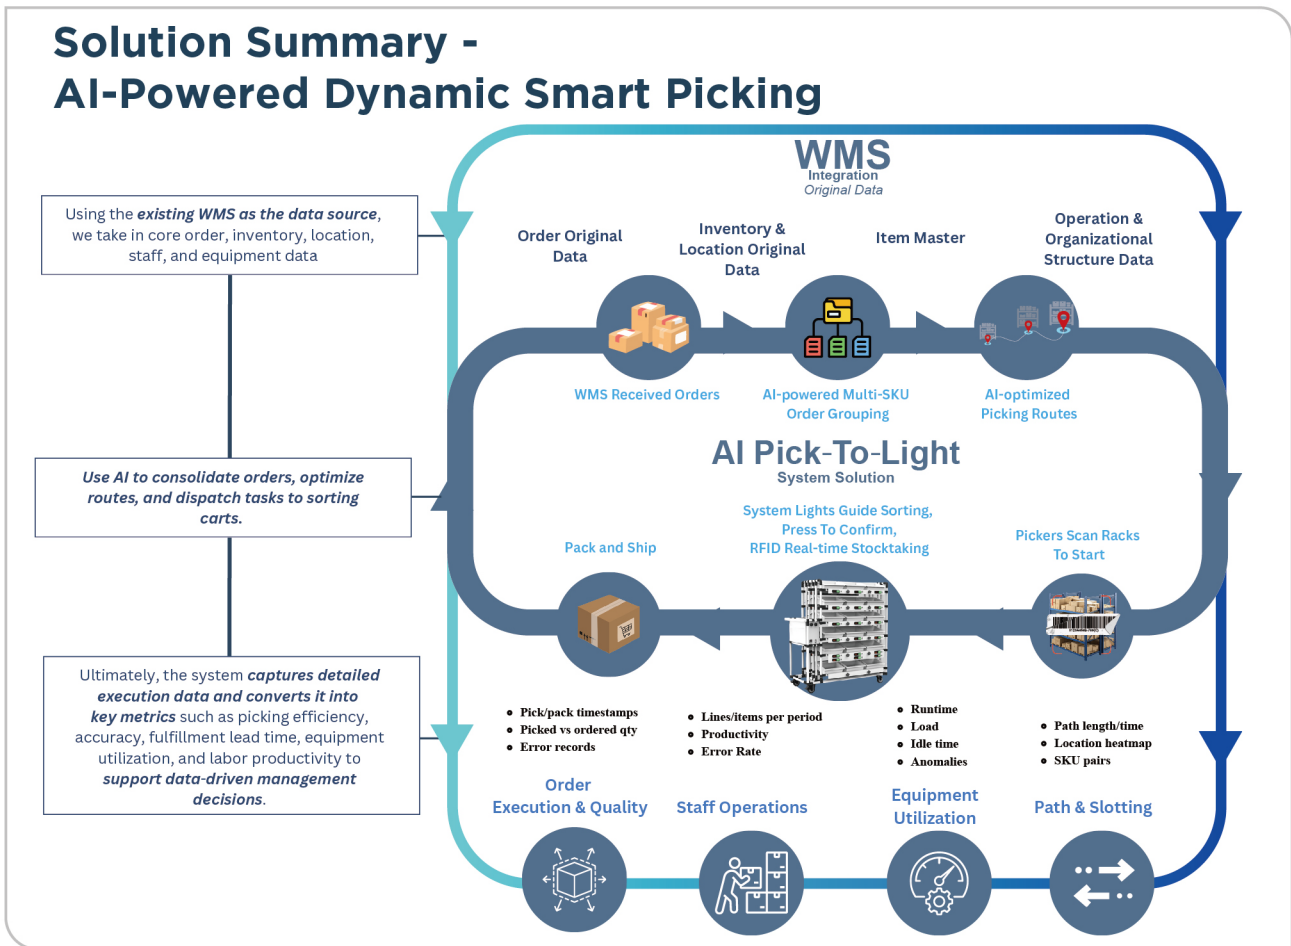 Solution Summary -
AI-Powered Dynamic Smart Picking
WMS
Integration
Original Data
Using the existing WMS as the data source,
we take in core order, inventory, location,
staff, and equipment data
Order Original
Data
Inventory &
Location Original
Data
Item Master
Operation &
Organizational
Structure Data
WMS Received Orders
AI-powered Multi-SKU
Order Grouping
AI-optimized
Picking Routes
AI Pick-To-Light
System Solution
Use AI to consolidate orders, optimize
routes, and dispatch tasks to sorting
carts.
Pack and Ship
System Lights Guide Sorting,
Press To Confirm,
RFID Real-time Stocktaking
Pickers Scan Racks
To Start
Ultimately, the system captures detailed
execution data and converts it into
key metrics such as picking efficiency,
accuracy, fulfillment lead time, equipment
utilization, and labor productivity to
support data-driven management
decisions.
Pick/pack timestamps
Picked vs ordered qty
Error records
Lines/items per period
Productivity
Error Rate
Runtime
Load
Idle time
Anomalies
Path length/time
Location heatmap
SKU pairs
Order
Execution & Quality
Staff Operations
Equipment
Utilization
Path & Slotting